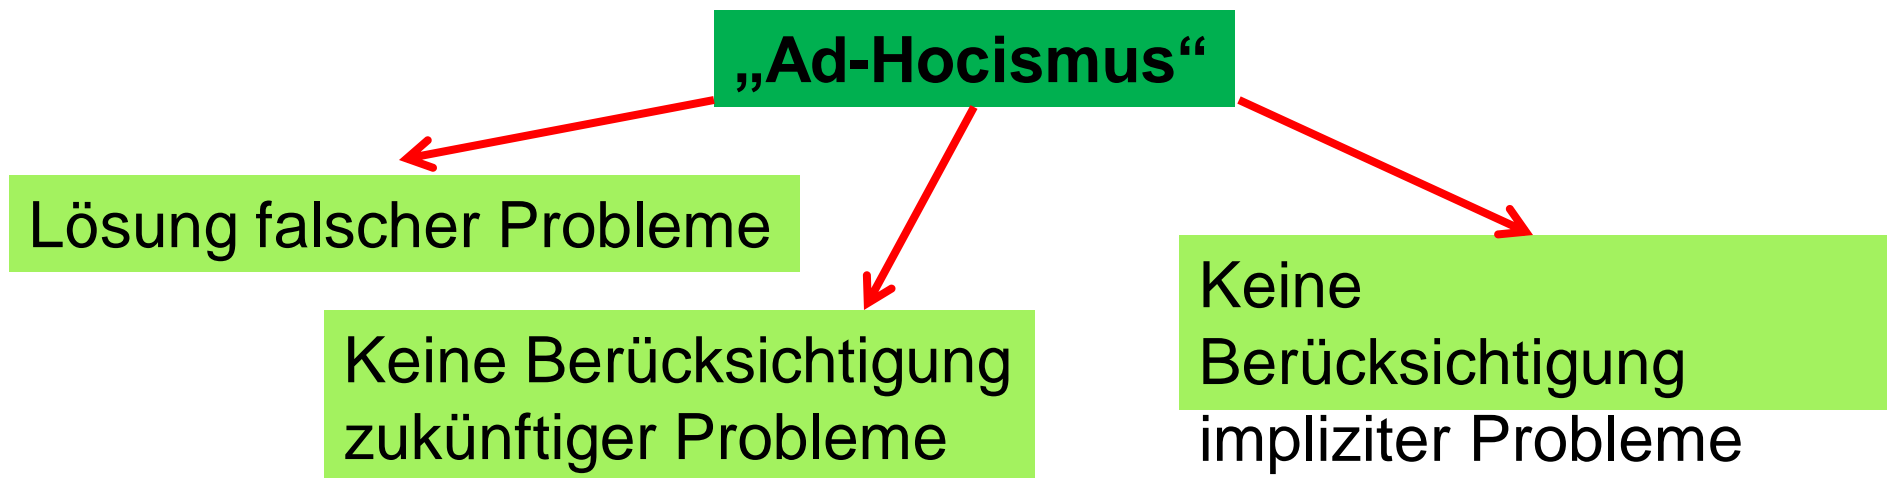 „Ad-Hocismus“
Lösung falscher Probleme
Keine Berücksichtigung
zukünftiger Probleme
Keine
Berücksichtigung
impliziter Probleme